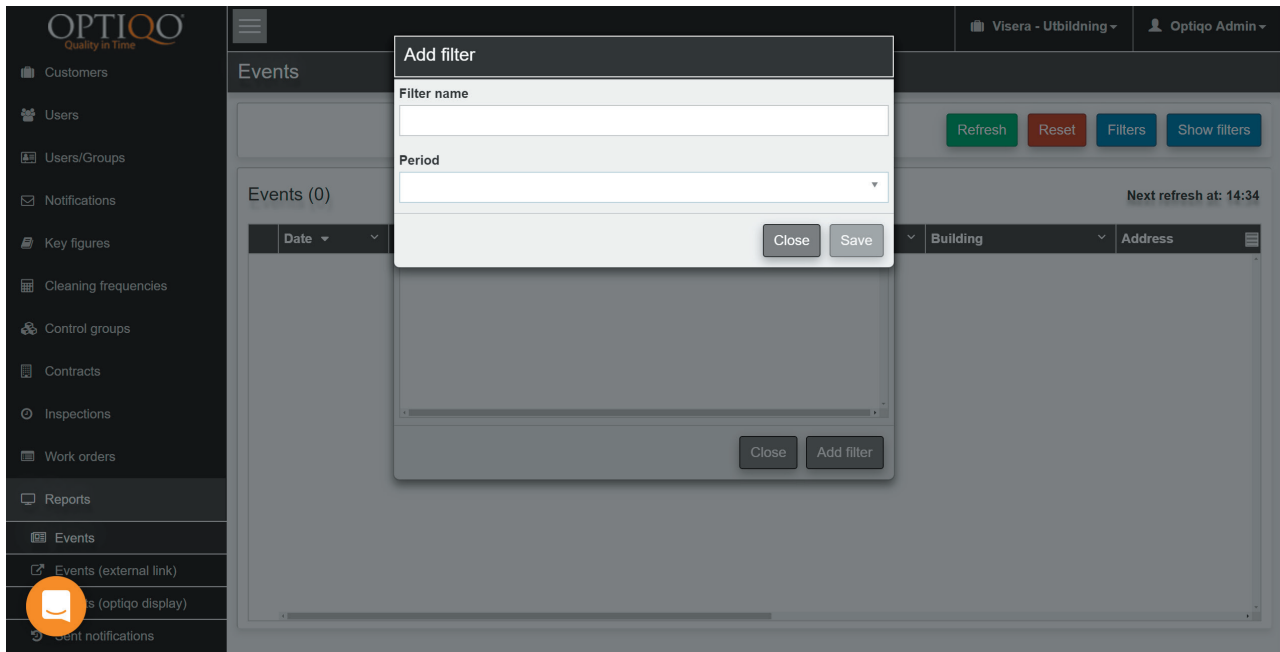 OPTIQO
Quality in Time
Visera - Utbildning
Optiqo Admin
Customers
Users
Users/Groups
Notifications
Key figures
Cleaning frequencies
Control groups
Contracts
Inspections
Work orders
Reports
Events
Events (external link)
(optiqo display)
Sent notifications
Events
Add filter
Filter name
Period
Close
Save
Refresh
Reset
Filters
Show filters
Events (0)
Next refresh at: 14:34
Date
Building
Address
Close
Add filter